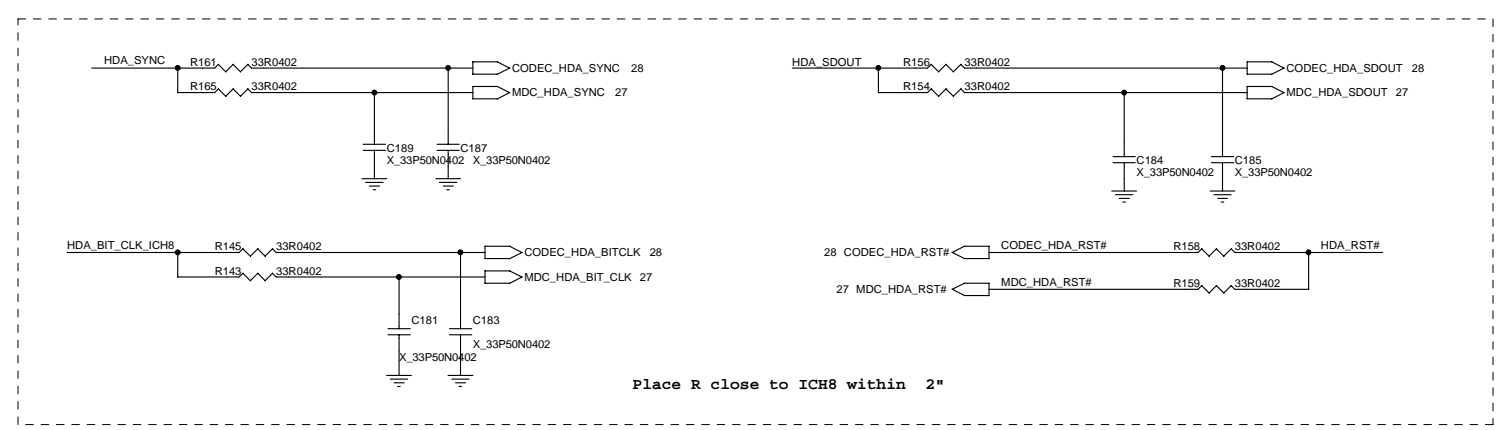 HDA_SYNC R161 33R0402 CODEC_HDA_SYNC 28
R165 33R0402 MDC_HDA_SYNC 27
C189 X_33P50N0402
C187 X_33P50N0402
HDA_SDOUT R156 33R0402 CODEC_HDA_SDOUT 28
R154 33R0402 MDC_HDA_SDOUT 27
C184 X_33P50N0402
C185 X_33P50N0402
HDA_BIT_CLK_ICH8 R145 33R0402 CODEC_HDA_BITCLK 28
R143 33R0402 MDC_HDA_BIT_CLK 27
C181 X_33P50N0402
C183 X_33P50N0402
28 CODEC_HDA_RST# CODEC_HDA_RST# R158 33R0402 HDA_RST#
27 MDC_HDA_RST# MDC_HDA_RST# R159 33R0402
Place R close to ICH8 within 2"